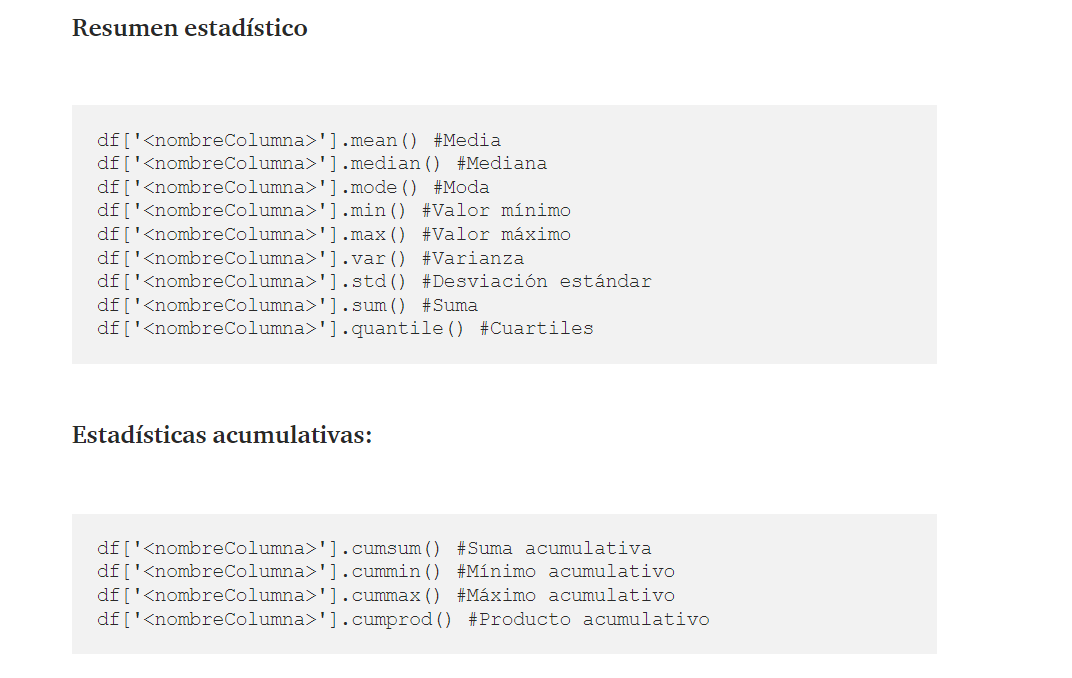 Resumen estadístico
df['<nombreColumna>'].mean() #Media
df['<nombreColumna>'].median() #Mediana
df['<nombreColumna>'].mode() #Moda
df['<nombreColumna>'].min() #Valor mínimo
df['<nombreColumna>'].max() #Valor máximo
df['<nombreColumna>'].var() #Varianza
df['<nombreColumna>'].std() #Desviación estándar
df['<nombreColumna>'].sum() #Suma
df['<nombreColumna>'].quantile() #Cuartiles
Estadísticas acumulativas:
df['<nombreColumna>'].cumsum() #Suma acumulativa
df['<nombreColumna>'].cummin() #Mínimo acumulativo
df['<nombreColumna>'].cummax() #Máximo acumulativo
df['<nombreColumna>'].cumprod() #Producto acumulativo